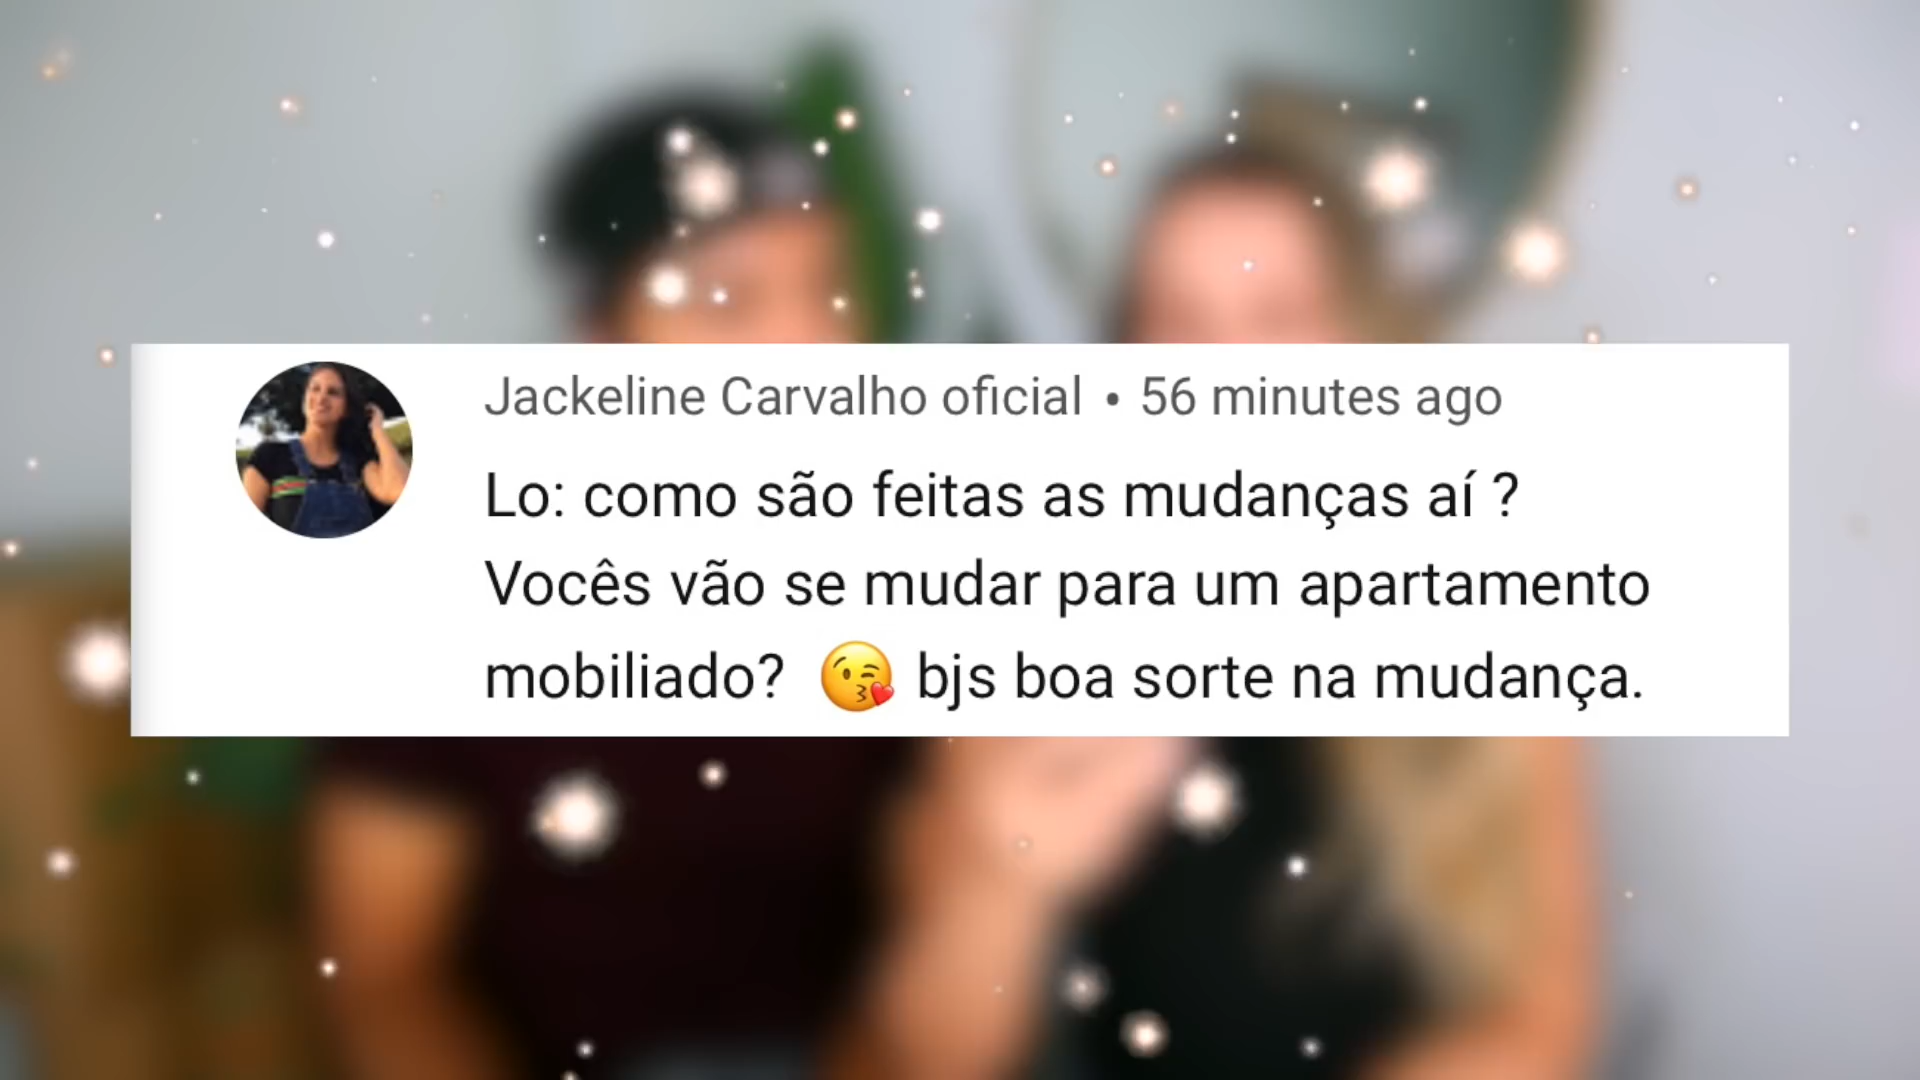 Jackeline Carvalho oficial • 56 minutes ago
Lo: como são feitas as mudanças aí ?
Vocês vão se mudar para um apartamento
mobiliado? 😘 bjs boa sorte na mudança.